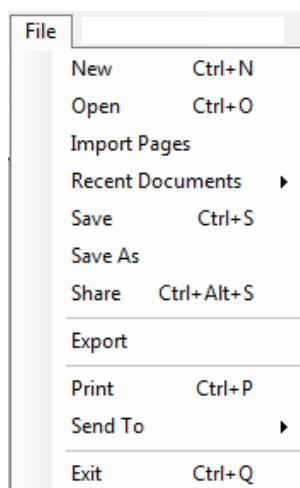 File
New Ctrl+N
Open Ctrl+O
Import Pages
Recent Documents
Save Ctrl+S
Save As
Share Ctrl+Alt+S
Export
Print Ctrl+P
Send To
Exit Ctrl+Q